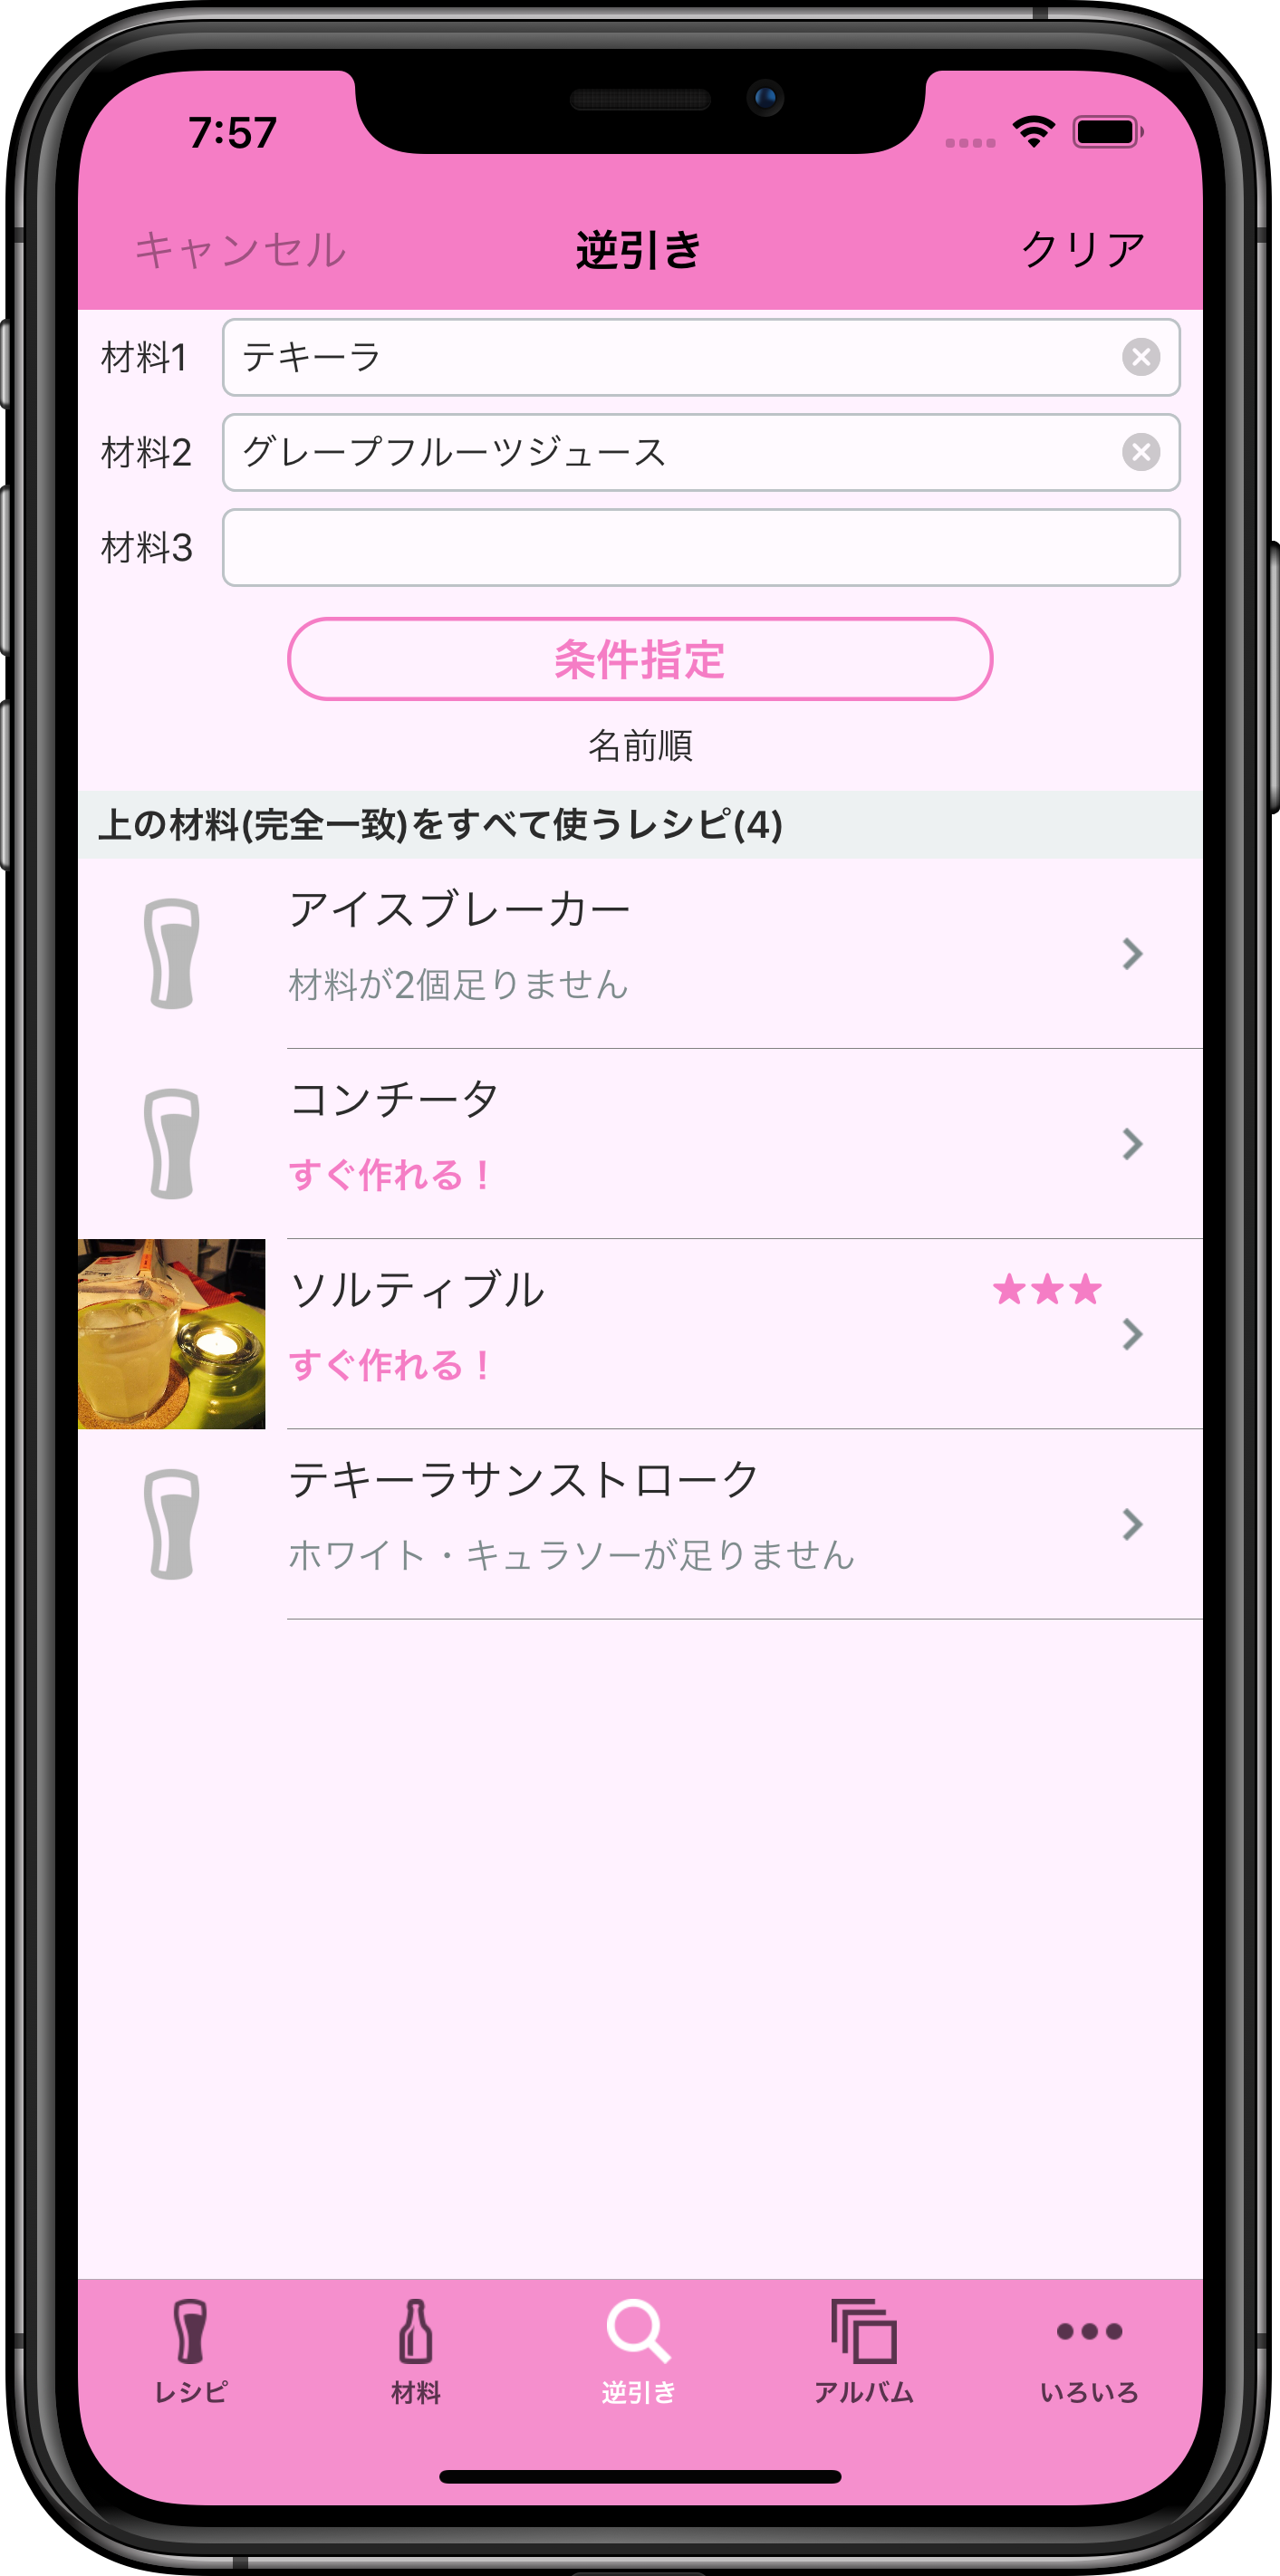 7:57
キャンセル 逆引き クリア
材料1 テキーラ
材料2 グレープフルーツジュース
材料3
条件指定
名前順
上の材料(完全一致)をすべて使うレシピ(4)
アイスブレーカー
材料が2個足りません
コンチータ
すぐ作れる！
ソルティブル ★★★
すぐ作れる！
テキーラサンストローク
ホワイト・キュラソーが足りません
レシピ 材料 逆引き アルバム いろいろ